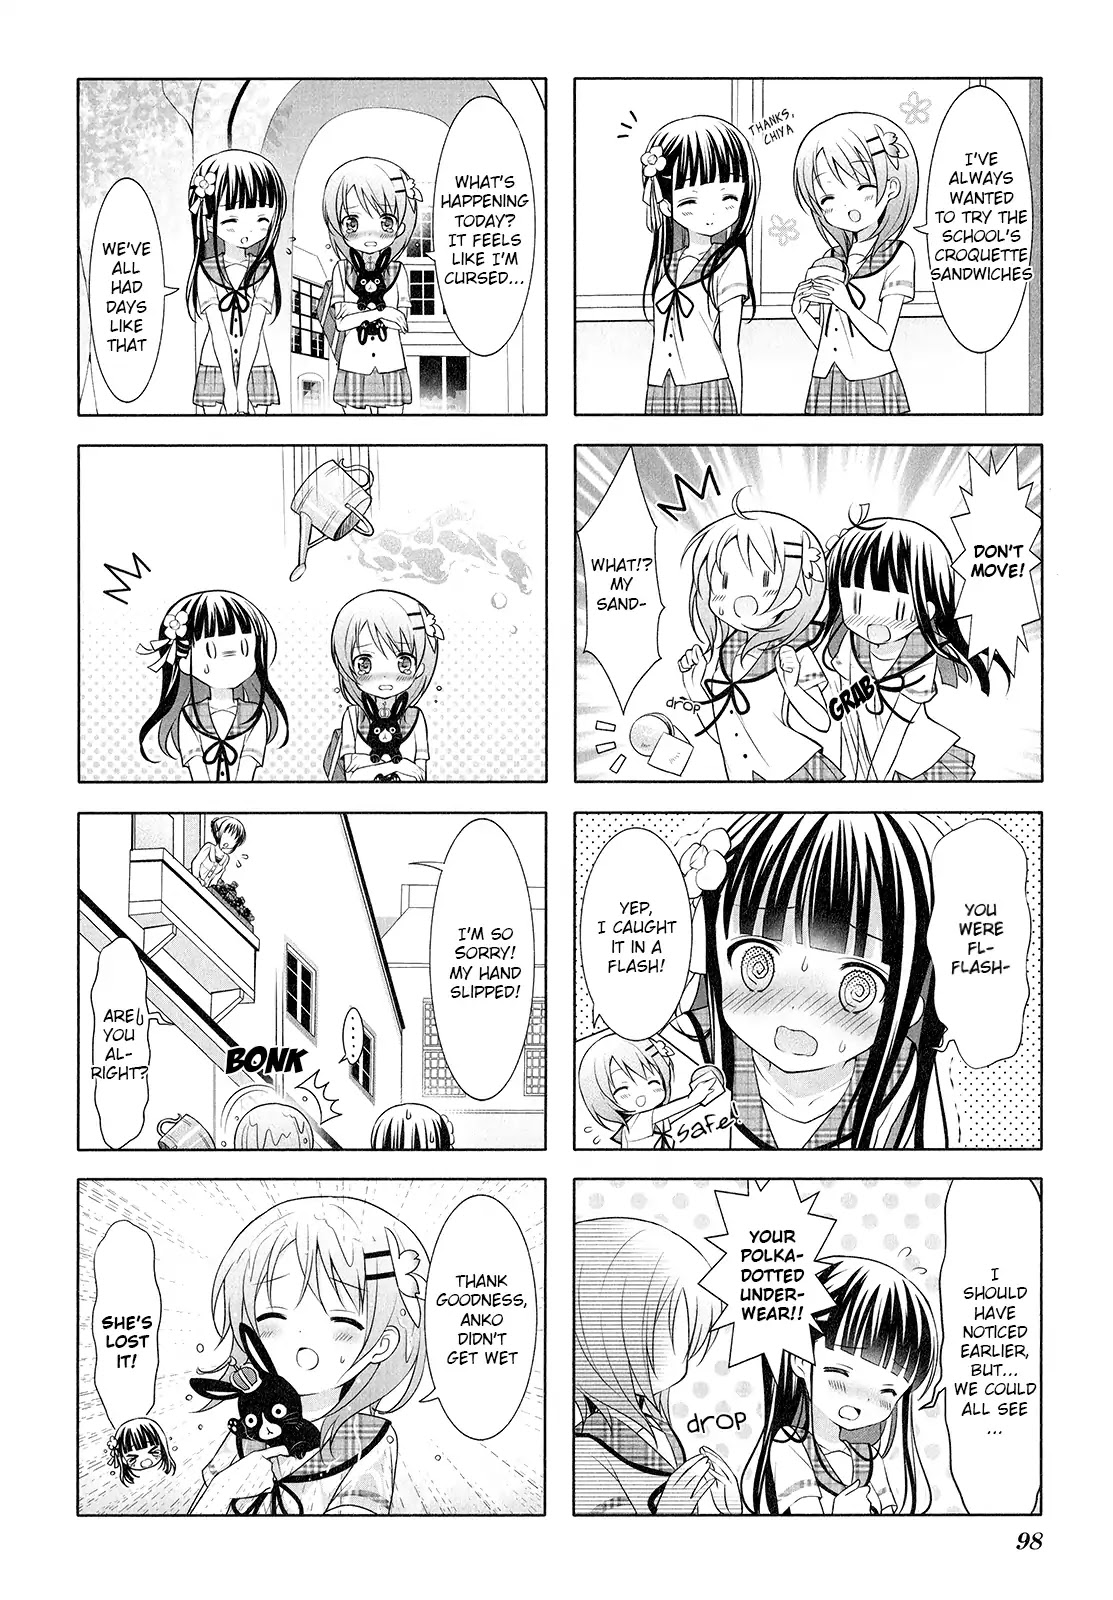 I'VE
ALWAYS
WANTED
TO TRY THE
SCHOOL'S
CROQUETTE
SANDWICHES
THANKS,
CHIYA
DON'T
MOVE!
WHAT!?
MY
SAND-
GRAB
drop
YOU
WERE
FL-
FLASH-
YEP,
I CAUGHT
IT IN A
FLASH!
safe!
I
SHOULD
HAVE
NOTICED
EARLIER,
BUT...
WE COULD
ALL SEE
...
YOUR
POLKA-
DOTTED
UNDER-
WEAR!!
drop
WHAT'S
HAPPENING
TODAY?
IT FEELS
LIKE I'M
CURSED...
WE'VE
ALL
HAD
DAYS
LIKE
THAT
I'M SO
SORRY!
MY HAND
SLIPPED!
...
BONK
ARE
YOU
AL-
RIGHT?
THANK
GOODNESS,
ANKO
DIDN'T
GET WET
SHE'S
LOST
IT!
98